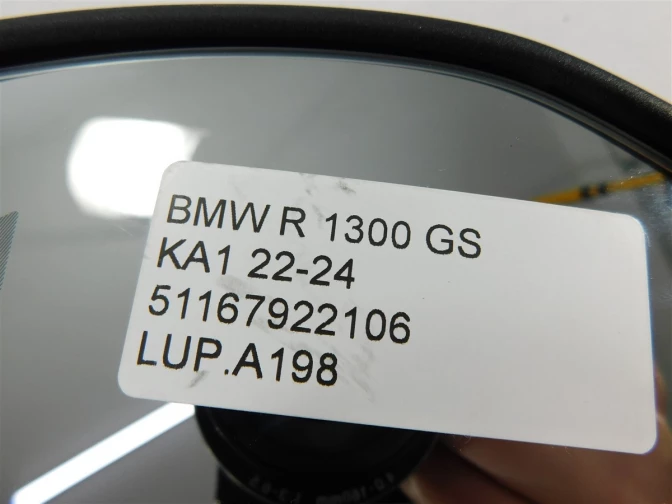 BMW R 1300 GS
KA1 22-24
51167922106
LUP.A198